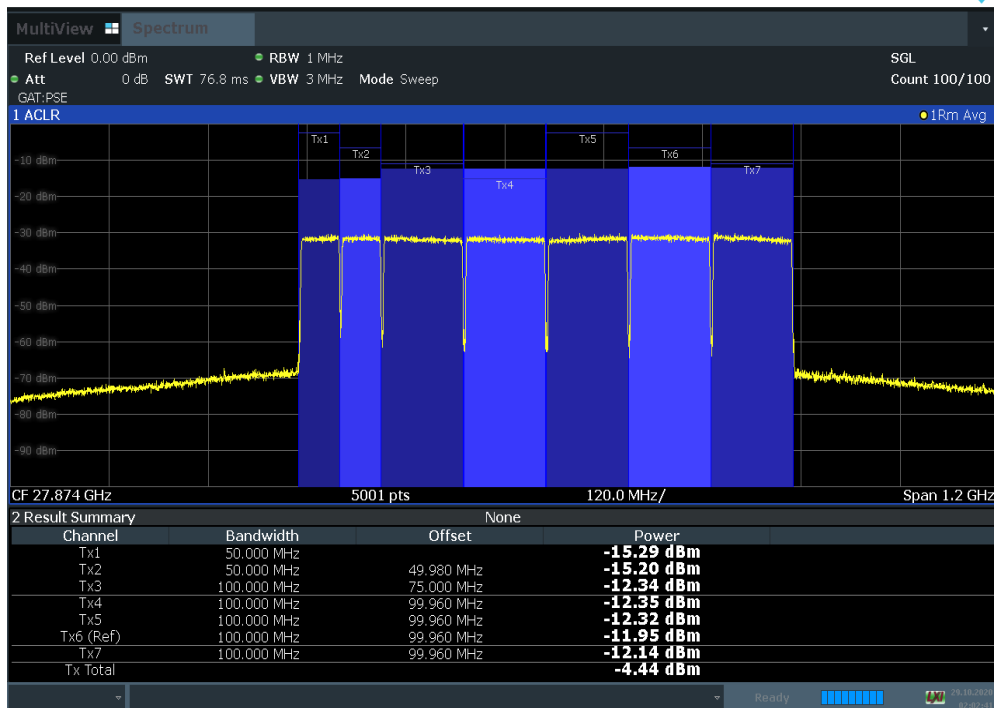 MultiView Spectrum
Ref Level 0.00 dBm RBW 1 MHz SGL
Att 0 dB SWT 76.8 ms VBW 3 MHz Mode Sweep Count 100/100
GAT:PSE
1 ACLR 1Rm Avg
Tx1 Tx5
Tx2 Tx6
-10 dBm
Tx3 Tx7
Tx4
-20 dBm
-30 dBm
-40 dBm
-50 dBm
-60 dBm
-70 dBm
-80 dBm
-90 dBm
CF 27.874 GHz 5001 pts 120.0 MHz/ Span 1.2 GHz
2 Result Summary None
Channel Bandwidth Offset Power
Tx1 50.000 MHz -15.29 dBm
Tx2 50.000 MHz 49.980 MHz -15.20 dBm
Tx3 100.000 MHz 75.000 MHz -12.34 dBm
Tx4 100.000 MHz 99.960 MHz -12.35 dBm
Tx5 100.000 MHz 99.960 MHz -12.32 dBm
Tx6 (Ref) 100.000 MHz 99.960 MHz -11.95 dBm
Tx7 100.000 MHz 99.960 MHz -12.14 dBm
Tx Total -4.44 dBm
Ready LXI 29.10.2020
02:02:41